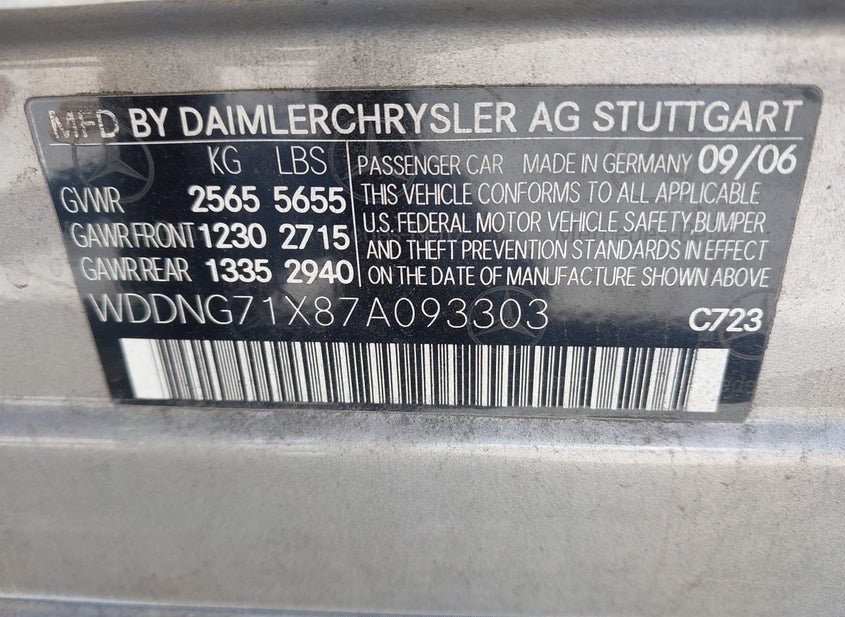 MFD BY DAIMLERCHRYSLER AG STUTTGART
KG LBS
GVWR 2565 5655
GAWR FRONT 1230 2715
GAWR REAR 1335 2940
PASSENGER CAR MADE IN GERMANY 09/06
THIS VEHICLE CONFORMS TO ALL APPLICABLE
U.S. FEDERAL MOTOR VEHICLE SAFETY, BUMPER
AND THEFT PREVENTION STANDARDS IN EFFECT
ON THE DATE OF MANUFACTURE SHOWN ABOVE
WDDNG71X87A093303 C723